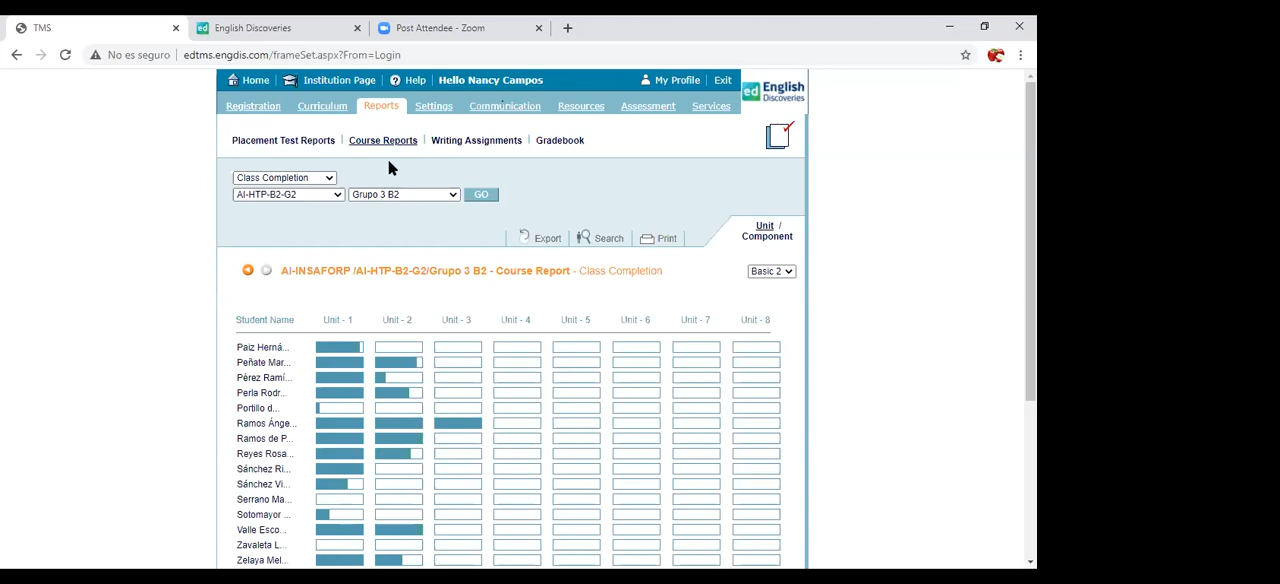 TMS
English Discoveries
Post Attendee - Zoom
No es seguro
edtms.engdis.com/frameSet.aspx?From=Login
Home
Institution Page
Help
Hello Nancy Campos
My Profile
Exit
ed English Discoveries
Registration
Curriculum
Reports
Settings
Communication
Resources
Assessment
Services
Placement Test Reports
Course Reports
Writing Assignments
Gradebook
Class Completion
AI-HTP-B2-G2
Grupo 3 B2
GO
Unit /
Component
Export
Search
Print
AI-INSAFORP /AI-HTP-B2-G2/Grupo 3 B2 - Course Report - Class Completion
Basic 2
Student Name Unit - 1 Unit - 2 Unit - 3 Unit - 4 Unit - 5 Unit - 6 Unit - 7 Unit - 8
Paiz Herná...
Peñate Mar...
Pérez Ramí...
Perla Rodr...
Portillo d...
Ramos Ánge...
Ramos de P...
Reyes Rosa...
Sánchez Ri...
Sánchez Vi...
Serrano Ma...
Sotomayor ...
Valle Esco...
Zavaleta L...
Zelaya Mel...